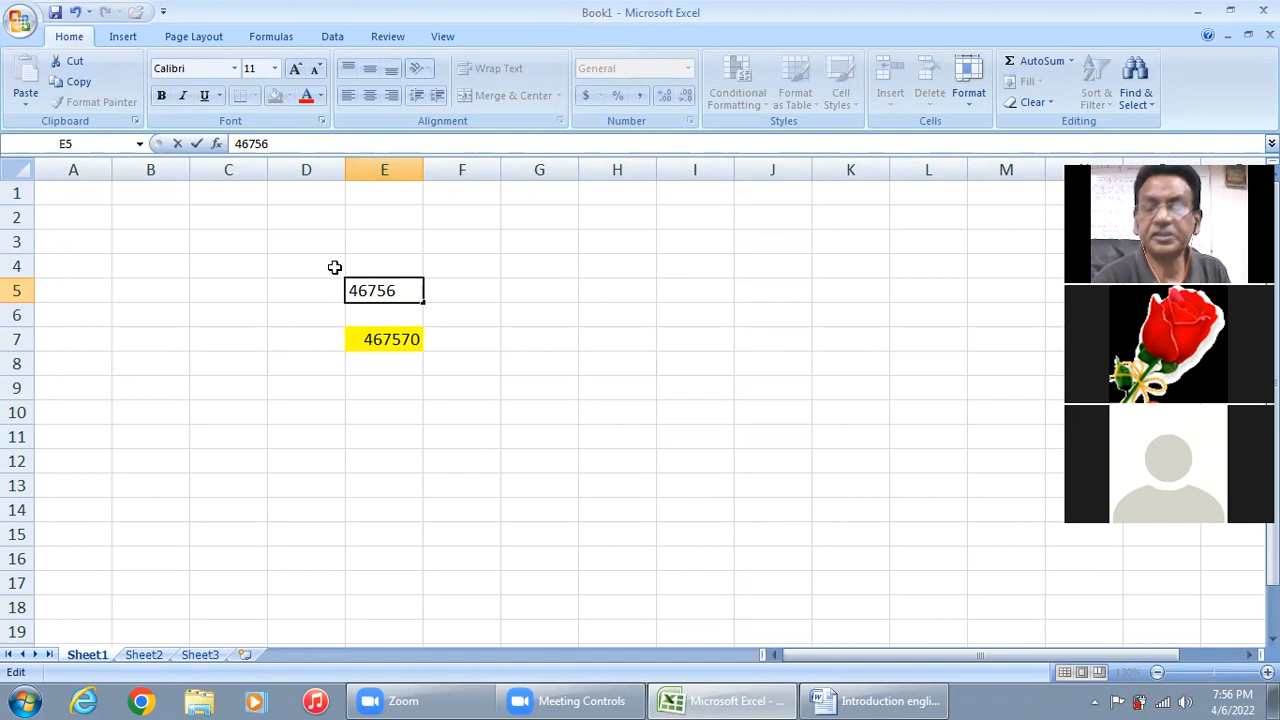 Book1 - Microsoft Excel
Home Insert Page Layout Formulas Data Review View
Paste
Cut
Copy
Format Painter
Clipboard
Calibri 11
B I U
Font
Wrap Text
Merge & Center
Alignment
General
$ % ,
Number
Conditional Formatting
Format as Table
Cell Styles
Styles
Insert
Delete
Format
Cells
AutoSum
Fill
Clear
Sort & Filter
Find & Select
Editing
E5 fx 46756
A B C D E F G H I J K L M
1
2
3
4
5 46756
6
7 467570
8
9
10
11
12
13
14
15
16
17
18
19
Sheet1 Sheet2 Sheet3
Edit 130%
Zoom Meeting Controls Microsoft Excel - ... Introduction engli...
7:56 PM
4/6/2022